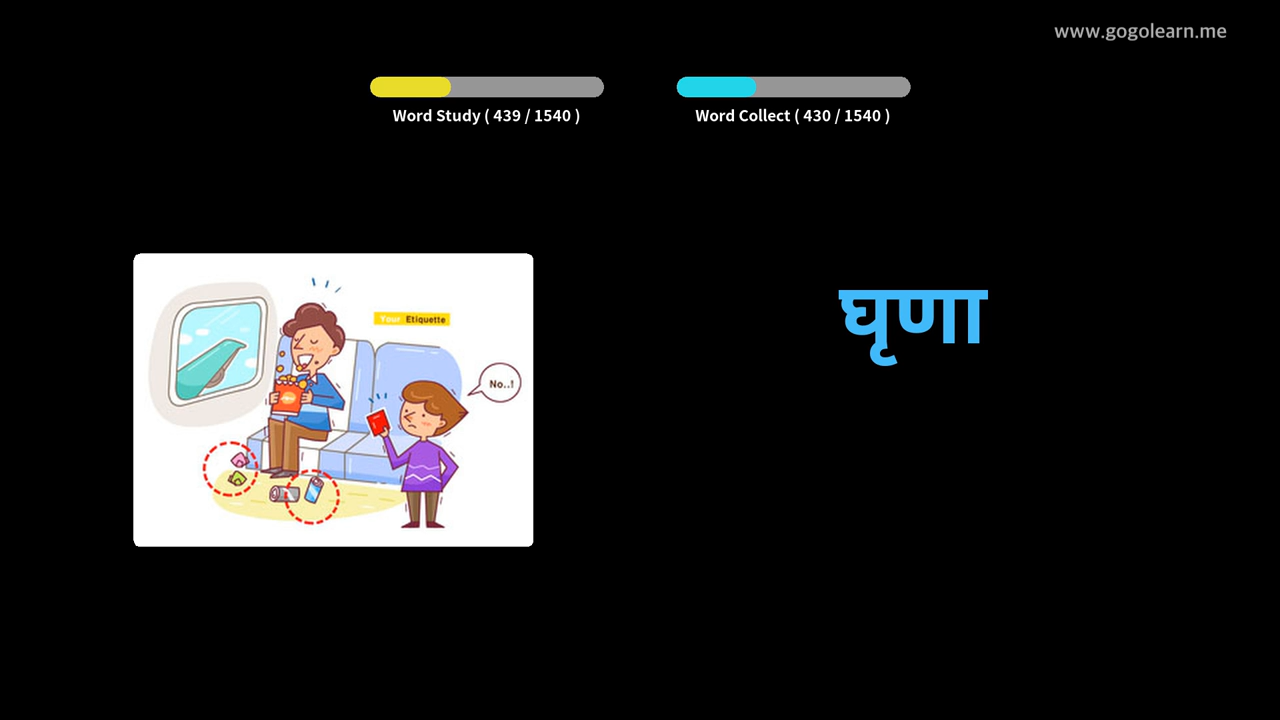 www.gogolearn.me
Word Study ( 439 / 1540 )
Word Collect ( 430 / 1540 )
Your Etiquette
No..!
घृणा